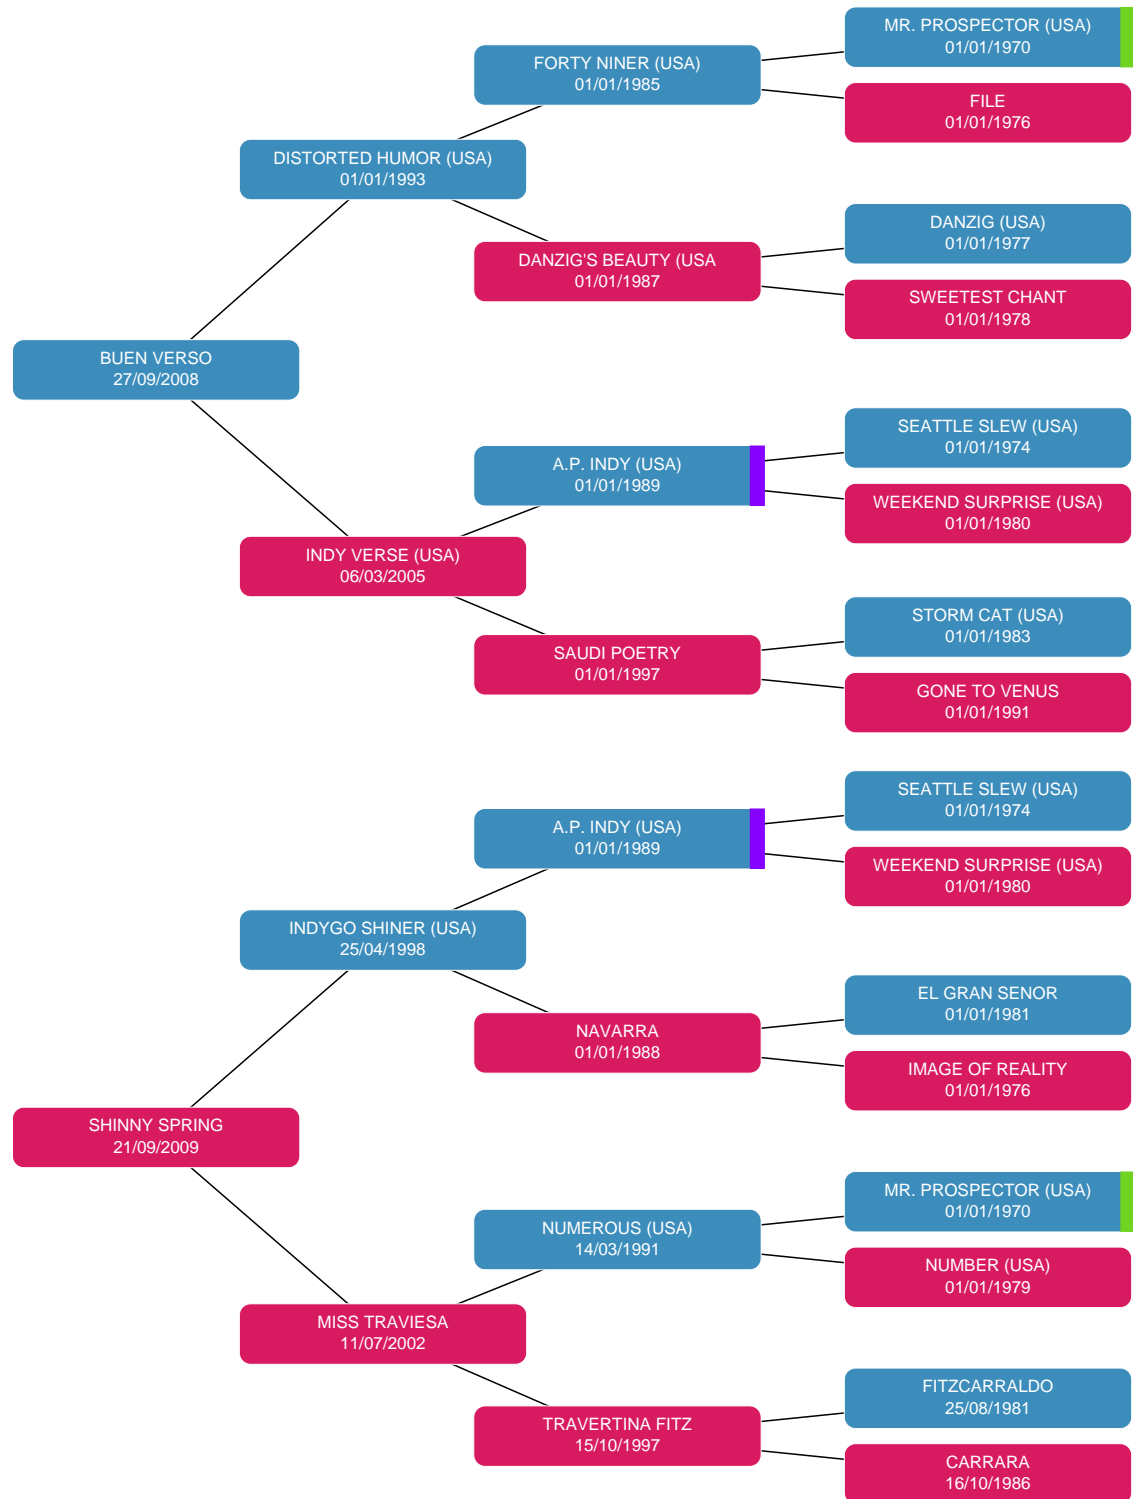 MR. PROSPECTOR (USA)
01/01/1970
FORTY NINER (USA)
01/01/1985
FILE
01/01/1976
DISTORTED HUMOR (USA)
01/01/1993
DANZIG (USA)
01/01/1977
DANZIG'S BEAUTY (USA
01/01/1987
SWEETEST CHANT
01/01/1978
BUEN VERSO
27/09/2008
SEATTLE SLEW (USA)
01/01/1974
A.P. INDY (USA)
01/01/1989
WEEKEND SURPRISE (USA)
01/01/1980
INDY VERSE (USA)
06/03/2005
STORM CAT (USA)
01/01/1983
SAUDI POETRY
01/01/1997
GONE TO VENUS
01/01/1991
SEATTLE SLEW (USA)
01/01/1974
A.P. INDY (USA)
01/01/1989
WEEKEND SURPRISE (USA)
01/01/1980
INDYGO SHINER (USA)
25/04/1998
EL GRAN SENOR
01/01/1981
NAVARRA
01/01/1988
IMAGE OF REALITY
01/01/1976
SHINNY SPRING
21/09/2009
MR. PROSPECTOR (USA)
01/01/1970
NUMEROUS (USA)
14/03/1991
NUMBER (USA)
01/01/1979
MISS TRAVIESA
11/07/2002
FITZCARRALDO
25/08/1981
TRAVERTINA FITZ
15/10/1997
CARRARA
16/10/1986